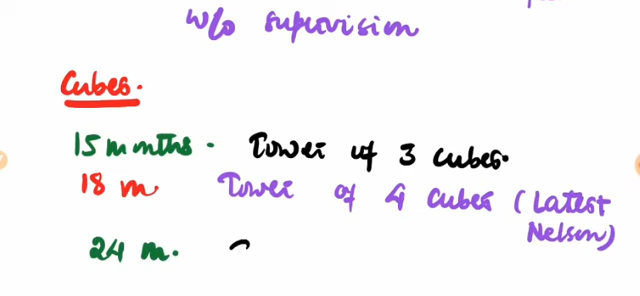 w/o supervision
Cubes.
15 months. Tower of 3 cubes.
18 m Tower of 4 cubes (Latest
Nelson)
24 m.